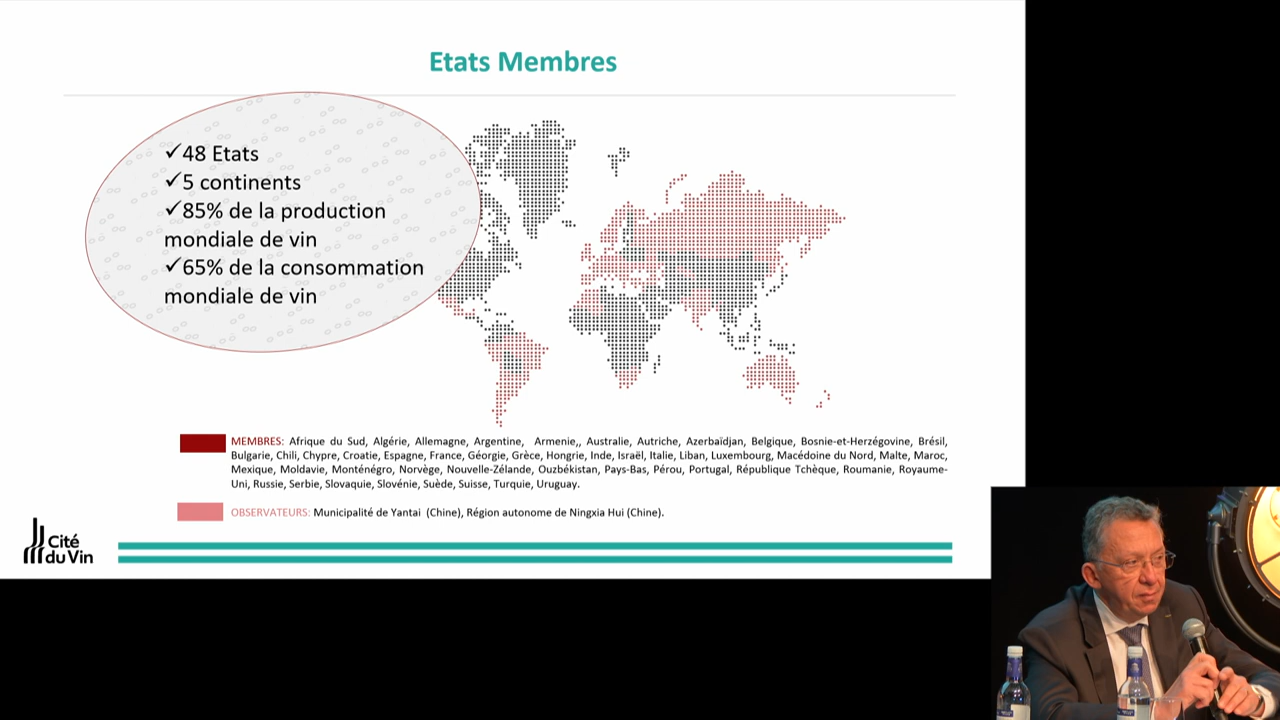 Etats Membres
✓48 Etats
✓5 continents
✓85% de la production
mondiale de vin
✓65% de la consommation
mondiale de vin
MEMBRES: Afrique du Sud, Algérie, Allemagne, Argentine, Armenie,, Australie, Autriche, Azerbaïdjan, Belgique, Bosnie-et-Herzégovine, Brésil,
Bulgarie, Chili, Chypre, Croatie, Espagne, France, Géorgie, Grèce, Hongrie, Inde, Israël, Italie, Liban, Luxembourg, Macédoine du Nord, Malte, Maroc,
Mexique, Moldavie, Monténégro, Norvège, Nouvelle-Zélande, Ouzbékistan, Pays-Bas, Pérou, Portugal, République Tchèque, Roumanie, Royaume-
Uni, Russie, Serbie, Slovaquie, Slovénie, Suède, Suisse, Turquie, Uruguay.
OBSERVATEURS: Municipalité de Yantai (Chine), Région autonome de Ningxia Hui (Chine).
Cité
du Vin